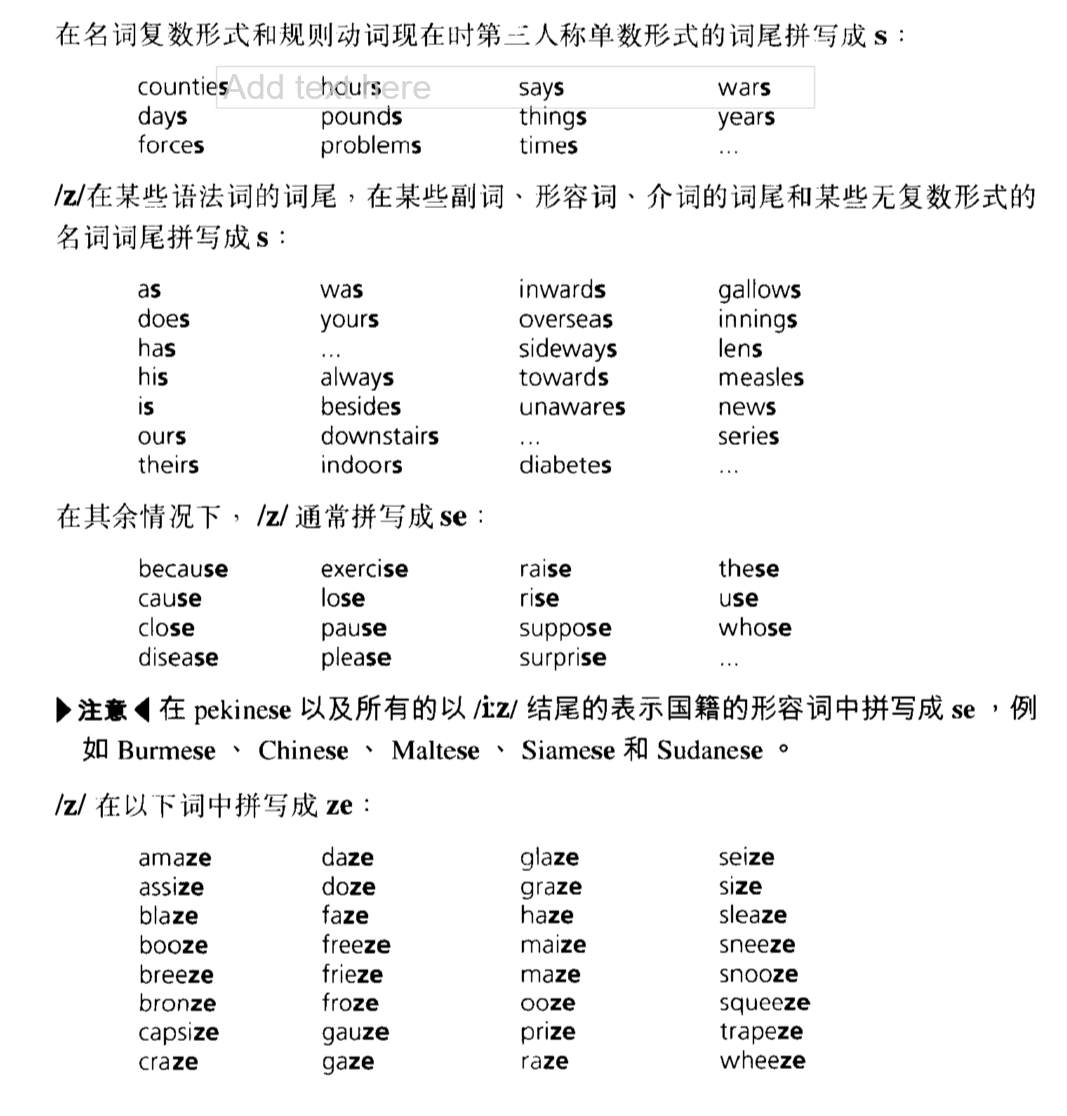 在名词复数形式和规则动词现在时第三人称单数形式的词尾拼写成 s：
counties hours says wars
Add text here
days pounds things years
forces problems times ...
/z/在某些语法词的词尾，在某些副词、形容词、介词的词尾和某些无复数形式的
名词词尾拼写成 s：
as was inwards gallows
does yours overseas innings
has ... sideways lens
his always towards measles
is besides unawares news
ours downstairs ... series
theirs indoors diabetes ...
在其余情况下，/z/ 通常拼写成 se：
because exercise raise these
cause lose rise use
close pause suppose whose
disease please surprise ...
▶注意◀ 在 pekinese 以及所有的以 /i:z/ 结尾的表示国籍的形容词中拼写成 se，例
如 Burmese、Chinese、Maltese、Siamese 和 Sudanese。
/z/ 在以下词中拼写成 ze：
amaze daze glaze seize
assize doze graze size
blaze faze haze sleaze
booze freeze maize sneeze
breeze frieze maze snooze
bronze froze ooze squeeze
capsize gauze prize trapeze
craze gaze raze wheeze